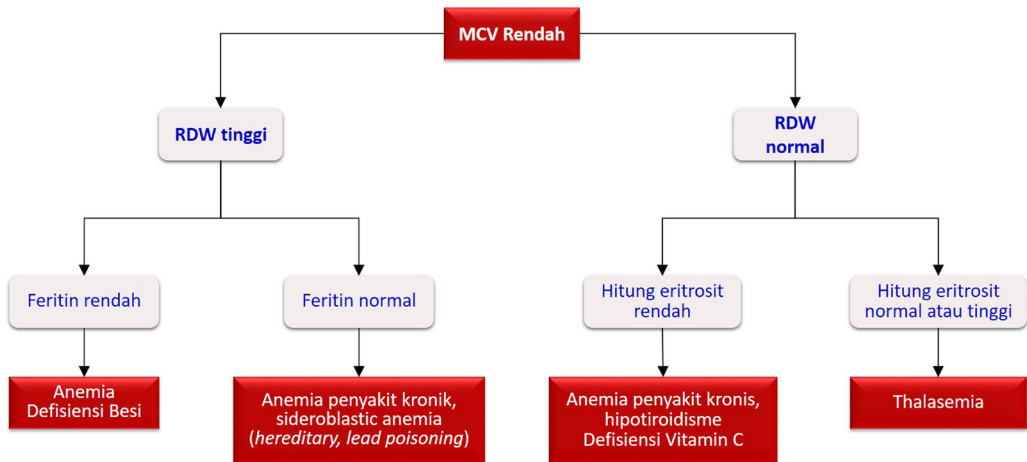 MCV Rendah
RDW tinggi
RDW
normal
Feritin rendah
Feritin normal
Hitung eritrosit
rendah
Hitung eritrosit
normal atau tinggi
Anemia
Defisiensi Besi
Anemia penyakit kronik,
sideroblastic anemia
(hereditary, lead poisoning)
Anemia penyakit kronis,
hipotiroidisme
Defisiensi Vitamin C
Thalasemia